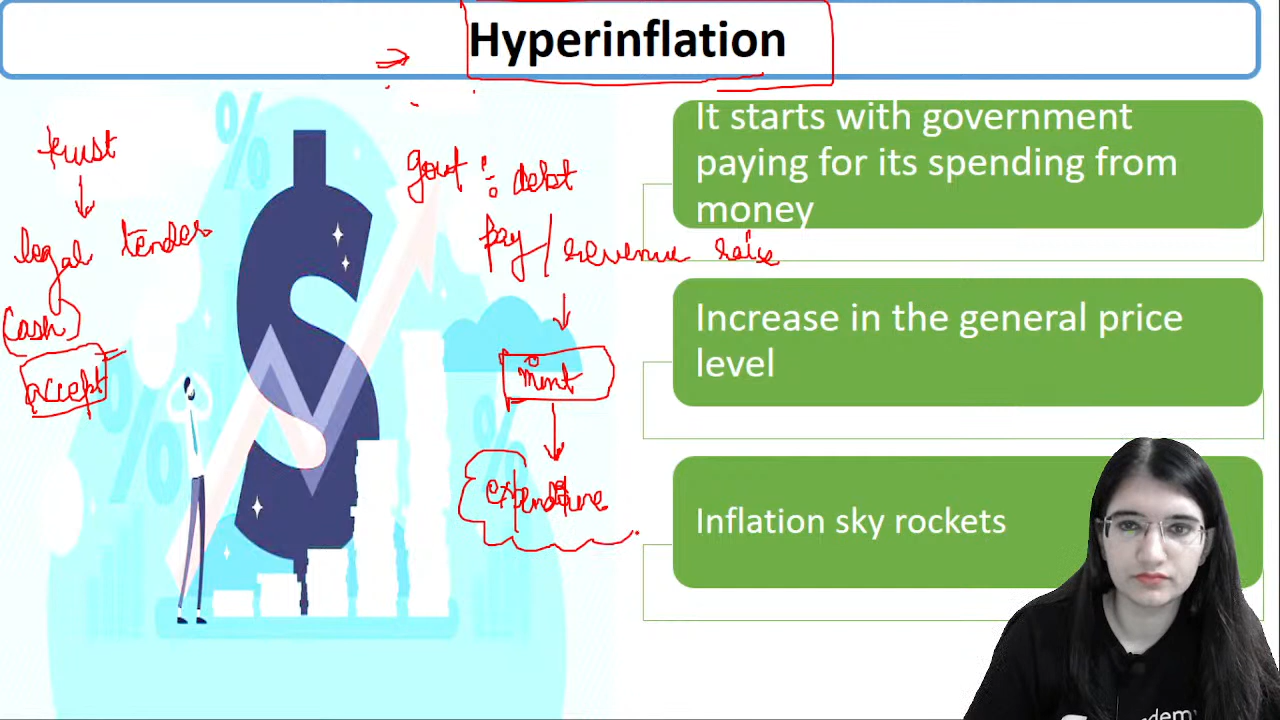 Hyperinflation
It starts with government
paying for its spending from
money
Increase in the general price
level
Inflation sky rockets
trust
legal tender
Cash
accept
govt : debt
pay / revenue raise
mint
expenditure
%
%
%
%
$